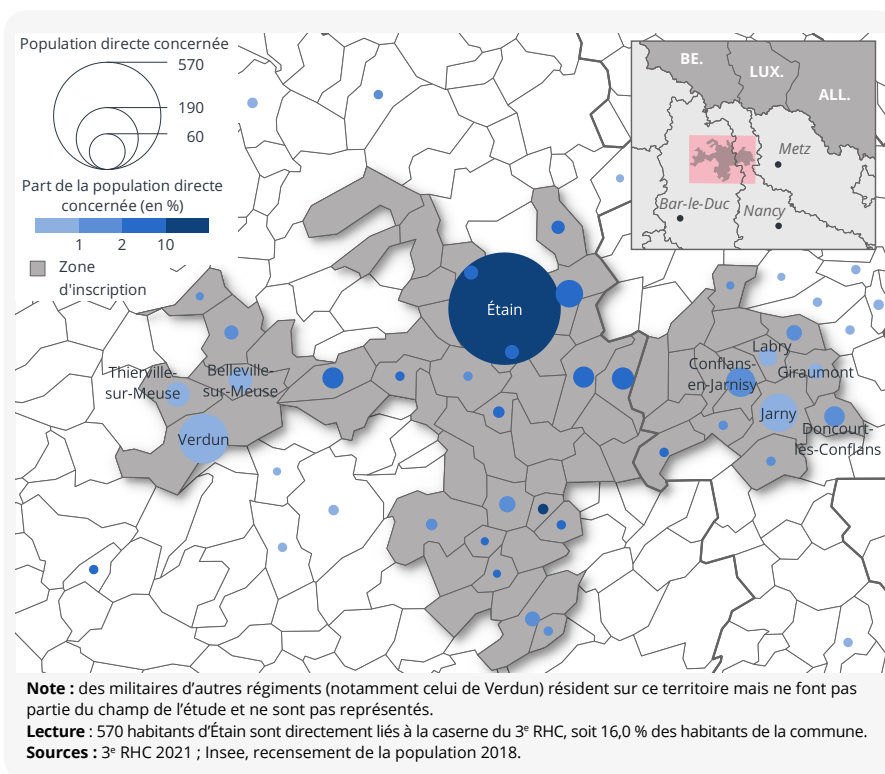 Population directe concernée
570
190
60
Part de la population directe
concernée (en %)
1 2 10
Zone
d'inscription
BE.
LUX.
ALL.
Metz
Bar-le-Duc
Nancy
Étain
Thierville-
sur-Meuse
Belleville-
sur-Meuse
Verdun
Labry
Conflans-
en-Jarnisy
Giraumont
Jarny
Doncourt-
lès-Conflans
Note : des militaires d'autres régiments (notamment celui de Verdun) résident sur ce territoire mais ne font pas
partie du champ de l'étude et ne sont pas représentés.
Lecture : 570 habitants d'Étain sont directement liés à la caserne du 3e RHC, soit 16,0 % des habitants de la commune.
Sources : 3e RHC 2021 ; Insee, recensement de la population 2018.